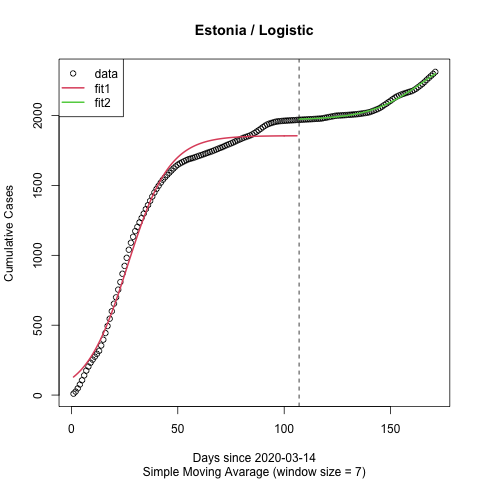 Estonia / Logistic
data
fit1
fit2
Cumulative Cases
0
500
1000
1500
2000
0 50 100 150
Days since 2020-03-14
Simple Moving Avarage (window size = 7)